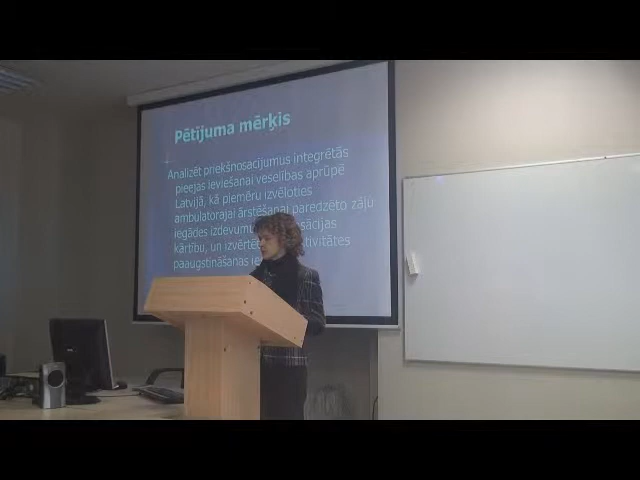 Pētījuma mērķis
Analizēt priekšnosacījumus integrētās
pieejas ieviešanai veselības aprūpē
Latvijā, kā piemēru izvēloties
ambulatorajai ārstēšanai paredzēto zāļu
iegādes izdevumu
kārtību, un
paaugstināšanas